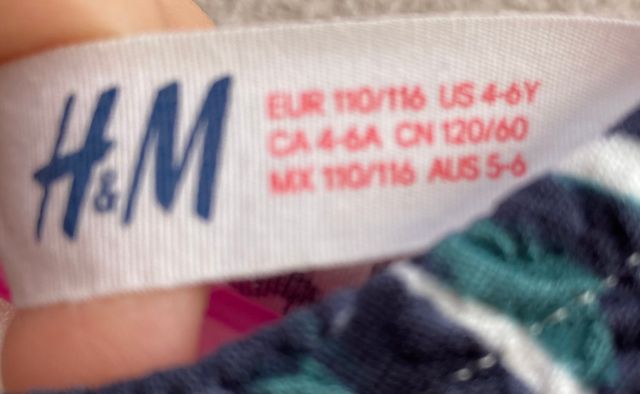 H&M
EUR 110/116 US 4-6Y
CA 4-6A CN 120/60
MX 110/116 AUS 5-6